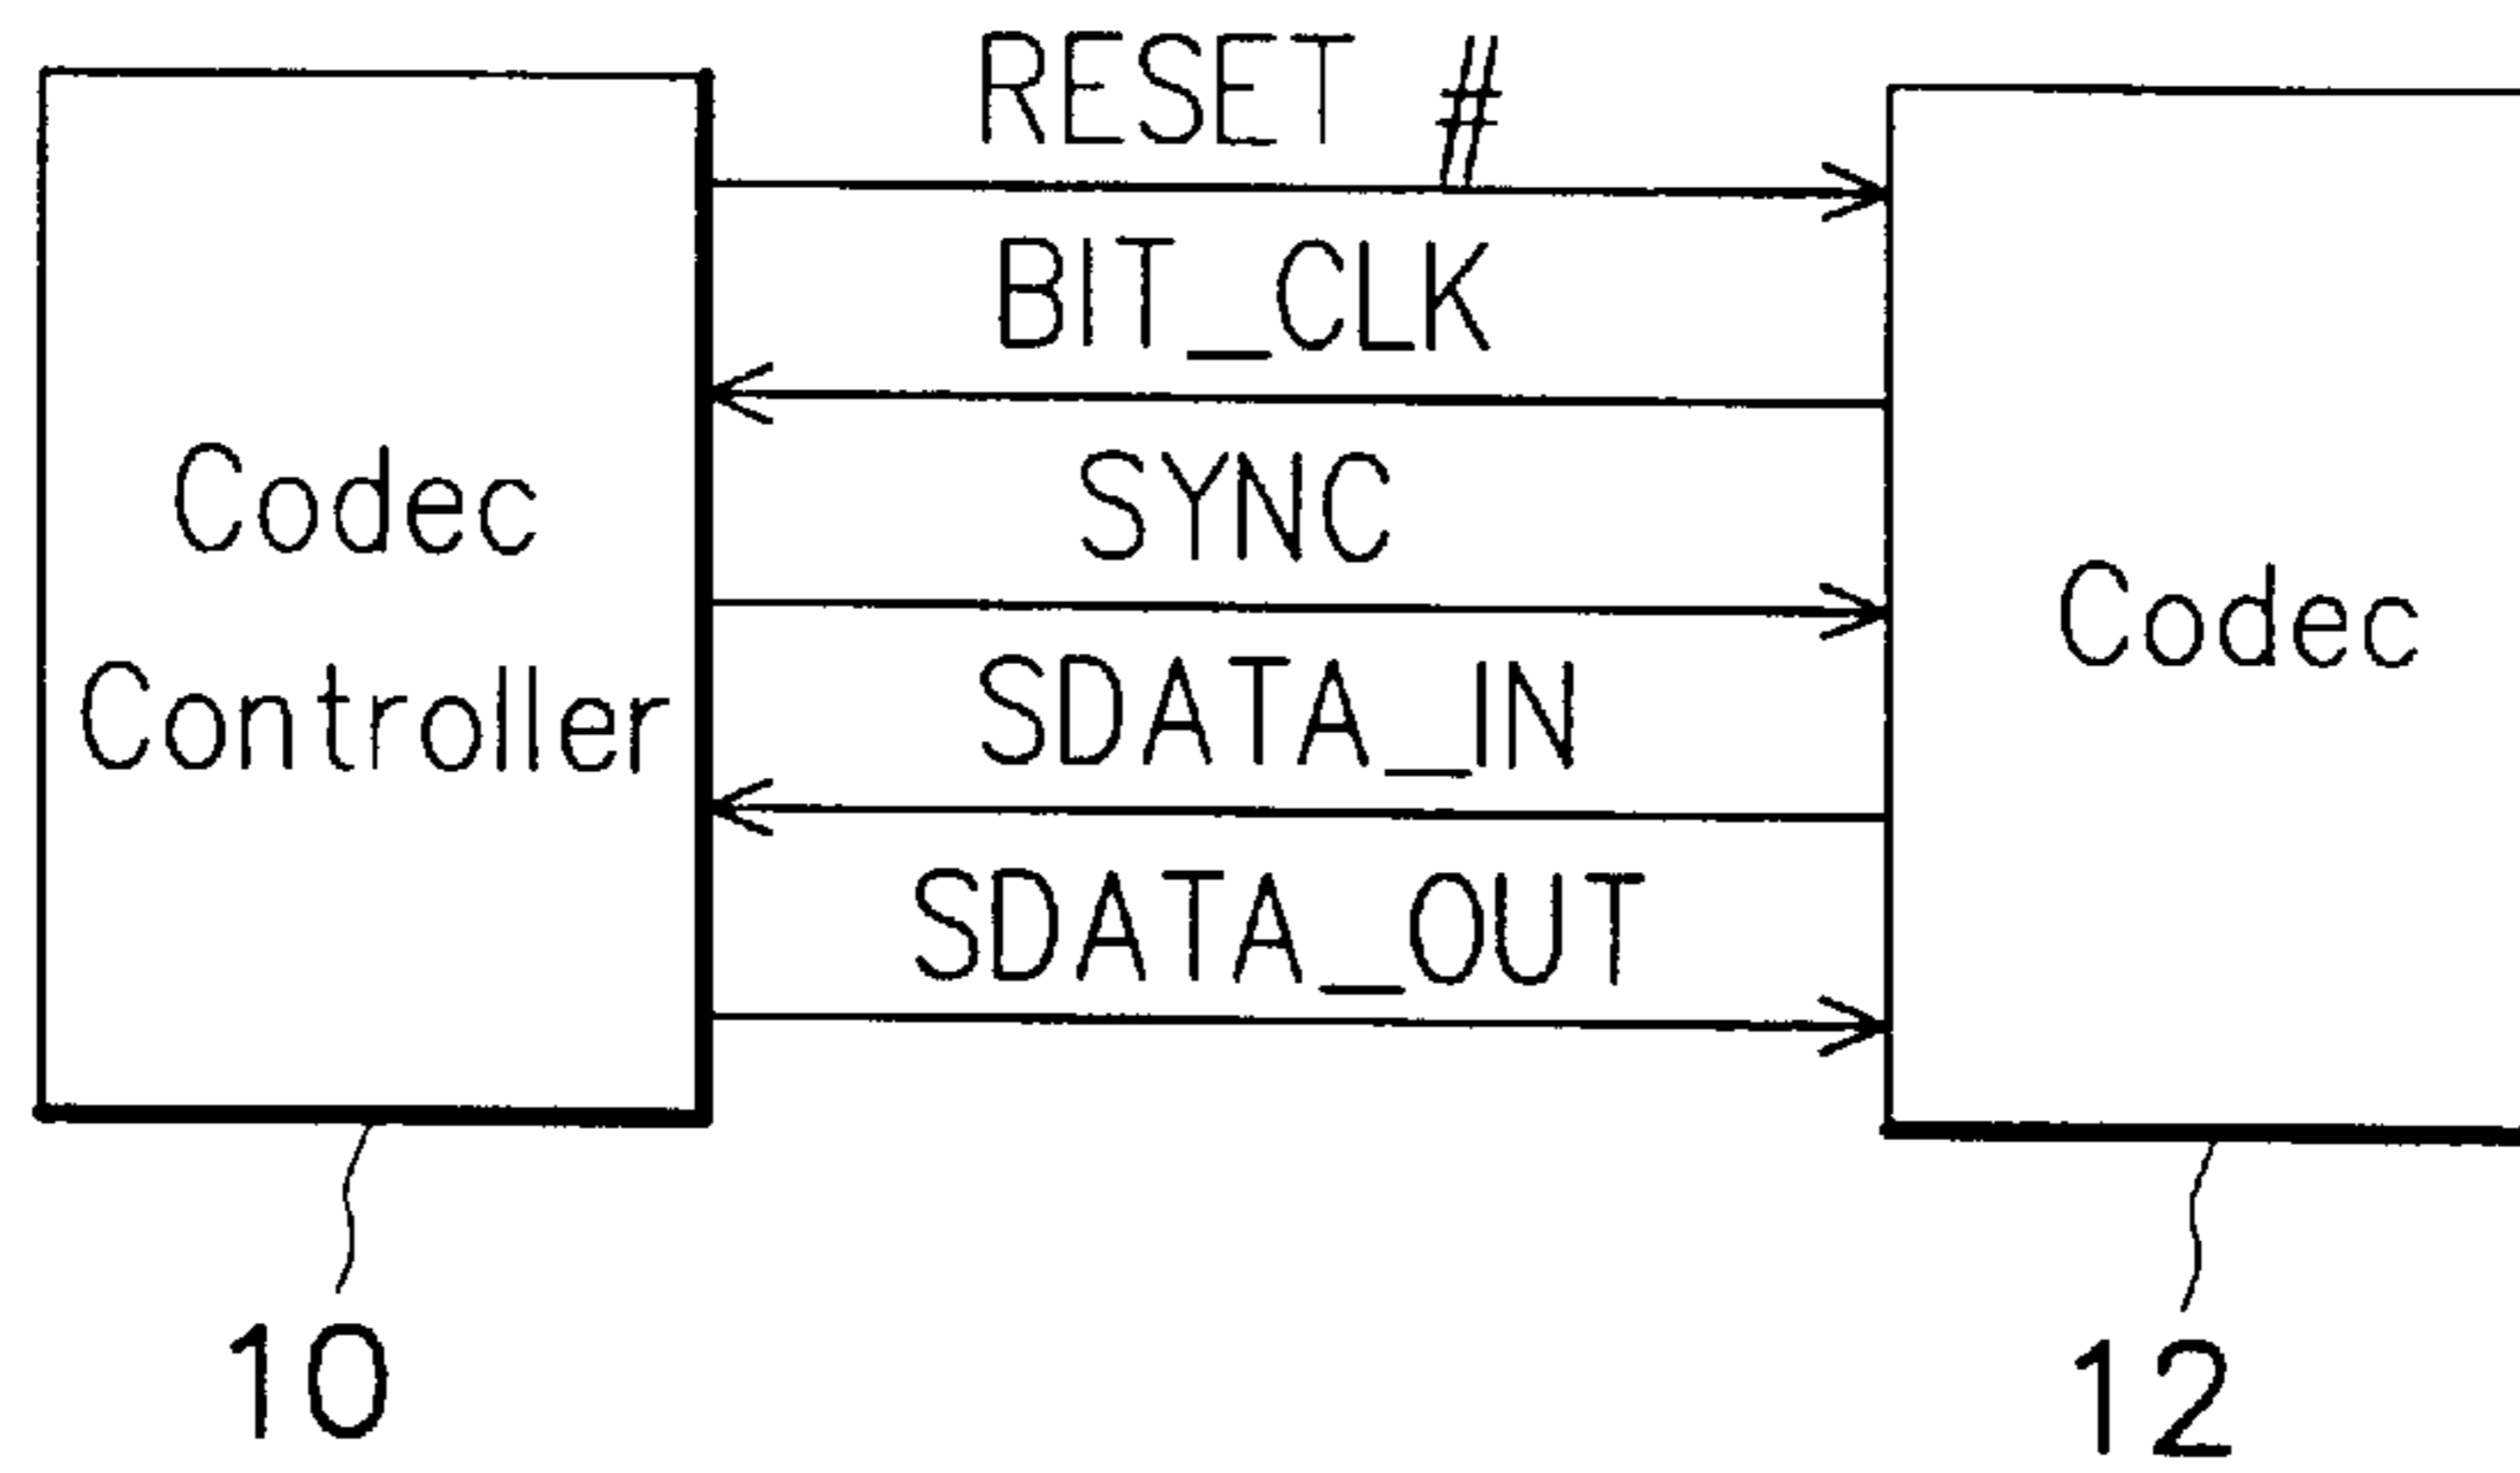 RESET #
BIT_CLK
SYNC
SDATA_IN
SDATA_OUT
Codec
Controller
Codec
10
12